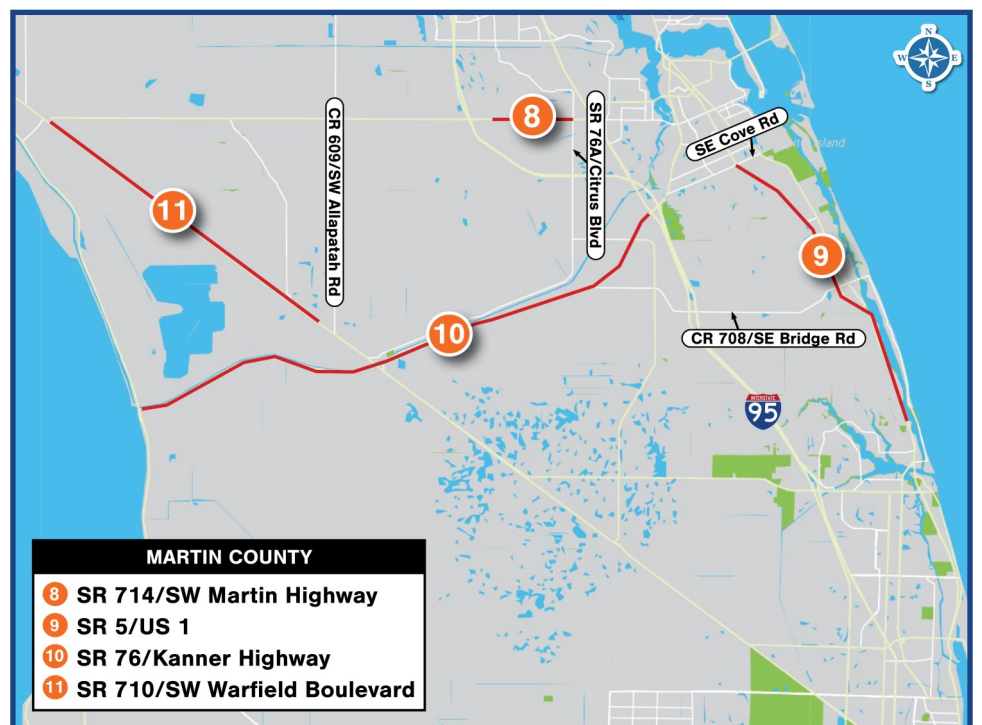 N
W E
S
8
SR 76A/Citrus Blvd
CR 609/SW Allapatah Rd
SE Cove Rd
11
9
10
CR 708/SE Bridge Rd
INTERSTATE
95
MARTIN COUNTY
8 SR 714/SW Martin Highway
9 SR 5/US 1
10 SR 76/Kanner Highway
11 SR 710/SW Warfield Boulevard